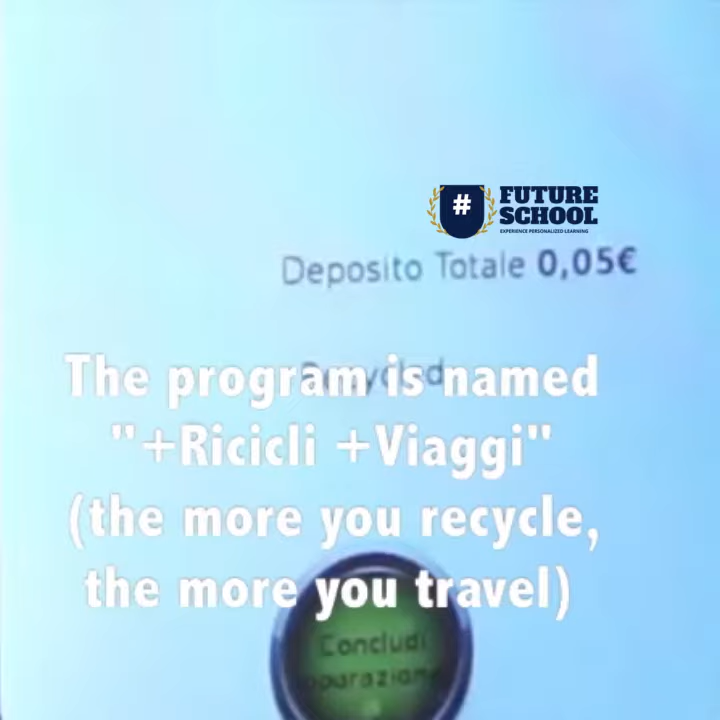 #
FUTURE
SCHOOL
EXPERIENCE PERSONALIZED LEARNING
Deposito Totale 0,05€
Recycled
The program is named
"+Ricicli +Viaggi"
(the more you recycle,
the more you travel)
Concludi